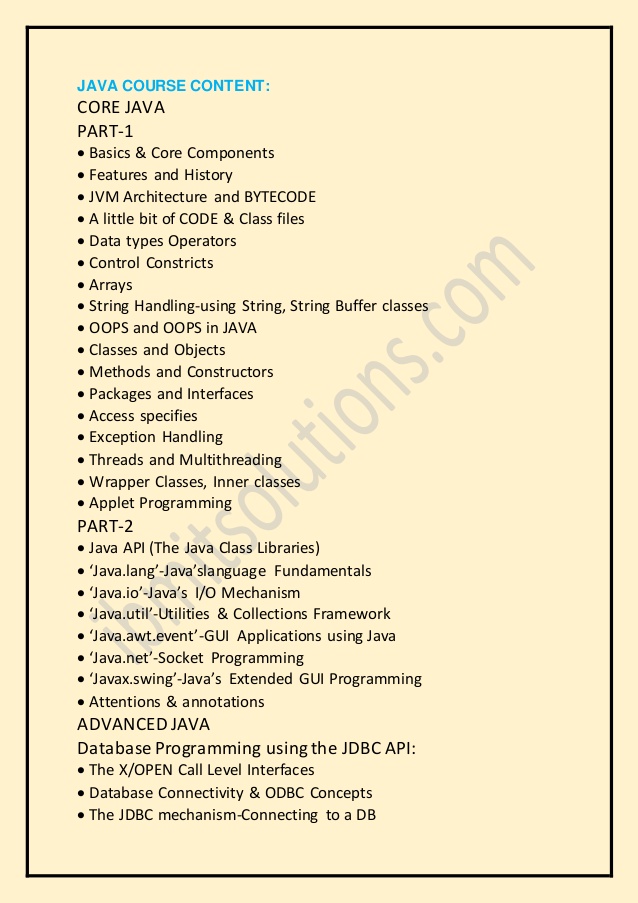 JAVA COURSE CONTENT:
CORE JAVA
PART-1
• Basics & Core Components
• Features and History
• JVM Architecture and BYTECODE
• A little bit of CODE & Class files
• Data types Operators
• Control Constricts
• Arrays
• String Handling-using String, String Buffer classes
• OOPS and OOPS in JAVA
• Classes and Objects
• Methods and Constructors
• Packages and Interfaces
• Access specifies
• Exception Handling
• Threads and Multithreading
• Wrapper Classes, Inner classes
• Applet Programming
PART-2
• Java API (The Java Class Libraries)
• ‘Java.lang’-Java’slanguage Fundamentals
• ‘Java.io’-Java’s I/O Mechanism
• ‘Java.util’-Utilities & Collections Framework
• ‘Java.awt.event’-GUI Applications using Java
• ‘Java.net’-Socket Programming
• ‘Javax.swing’-Java’s Extended GUI Programming
• Attentions & annotations
ADVANCED JAVA
Database Programming using the JDBC API:
• The X/OPEN Call Level Interfaces
• Database Connectivity & ODBC Concepts
• The JDBC mechanism-Connecting to a DB
ibmitsolutions.com